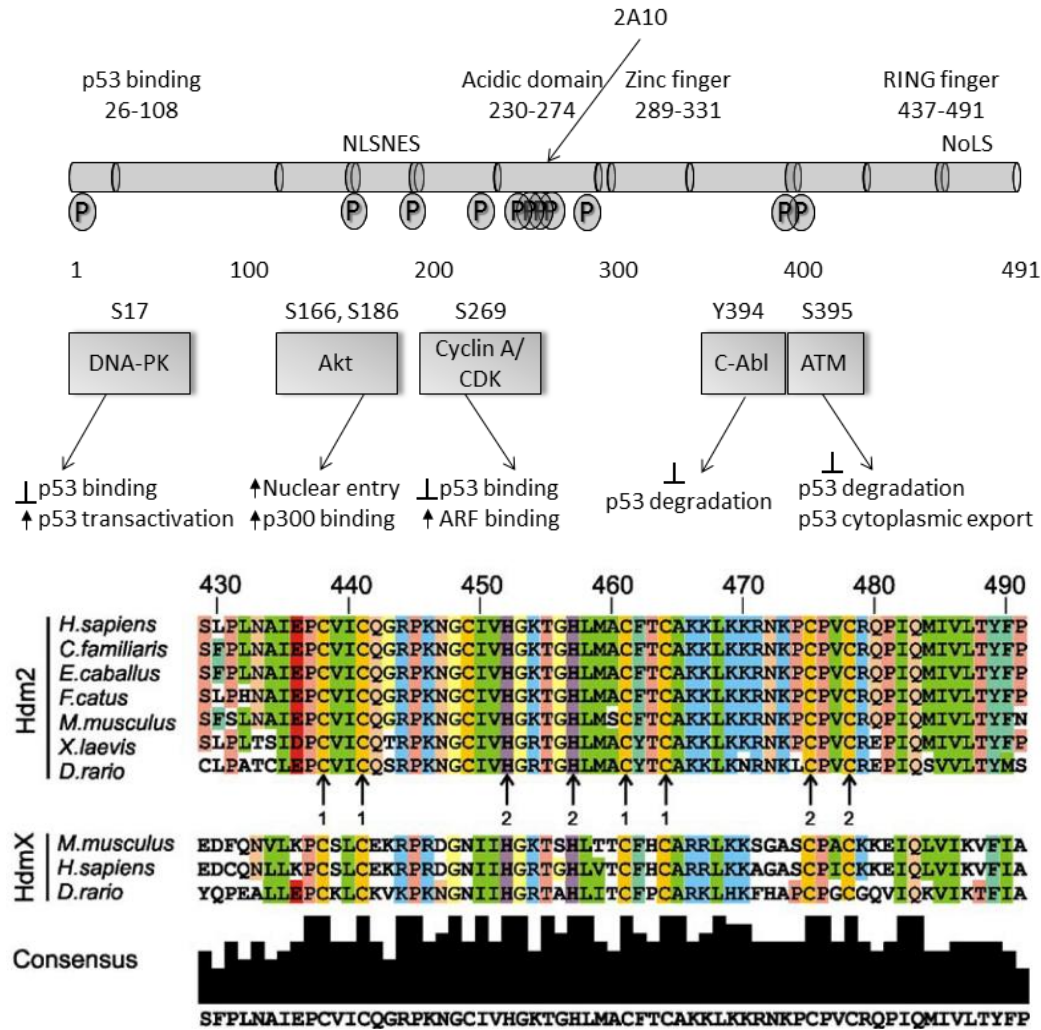 2A10
p53 binding Acidic domain Zinc finger RING finger
26-108 230-274 289-331 437-491
NLSNES NoLS
P P P P P P P P P P P
1 100 200 300 400 491
S17 S166, S186 S269 Y394 S395
DNA-PK Akt Cyclin A/ CDK C-Abl ATM
p53 binding Nuclear entry p53 binding p53 degradation p53 degradation
p53 transactivation p300 binding ARF binding p53 cytoplasmic export
430 440 450 460 470 480 490
Hdm2
H.sapiens SLPLNAIEPCVICQGRPKNGCIVHGKTGHLMACFTCAKKLKKRNKPCPVCRQPIQMIVLTYFP
C.familiaris SFPLNAIEPCVICQGRPKNGCIVHGKTGHLMACFTCAKKLKKRNKPCPVCRQPIQMIVLTYFP
E.caballus SFPLNAIEPCVICQGRPKNGCIVHGKTGHLMACFTCAKKLKKRNKPCPVCRQPIQMIVLTYFP
F.catus SLPHNAIEPCVICQGRPKNGCIVHGKTGHLMACFTCAKKLKKRNKPCPVCRQPIQMIVLTYFP
M.musculus SFSLNAIEPCVICQGRPKNGCIVHGKTGHLMSCFTCAKKLKKRNKPCPVCRQPIQMIVLTYFN
X.laevis SLPLTSIDPCVICQTRPKNGCIVHGKTGHLMACYTCAKKLKKRNKPCPVCREPIQMIVLTYFP
D.rario CLPATCLEPCVICQSRPKNGCIVHGRTGHLMACYTCAKKLKNRNKLCPVCREPIQSVVLTYMS
1 1 2 2 1 1 2 2
HdmX
M.musculus EDFQNVLKPCSLCEKRPRDGNIIHGKTSHLTTCFHCARRLKKSGASCPACKKEIQLVIKVFIA
H.sapiens EDCQNLLKPCSLCEKRPRDGNIIHGRTGHLVTCFHCARRLKKAGASCPICKKEIQLVIKVFIA
D.rario YQPEALLEPCKLCKVKPRDGNIIHGRTAHLITCFPCARKLHKFHAPCPGCGQVIQKVIKTFIA
Consensus
SFPLNAIEPCVICQGRPKNGCIVHGKTGHLMACFTCAKKLKKRNKPCPVCRQPIQMIVLTYFP